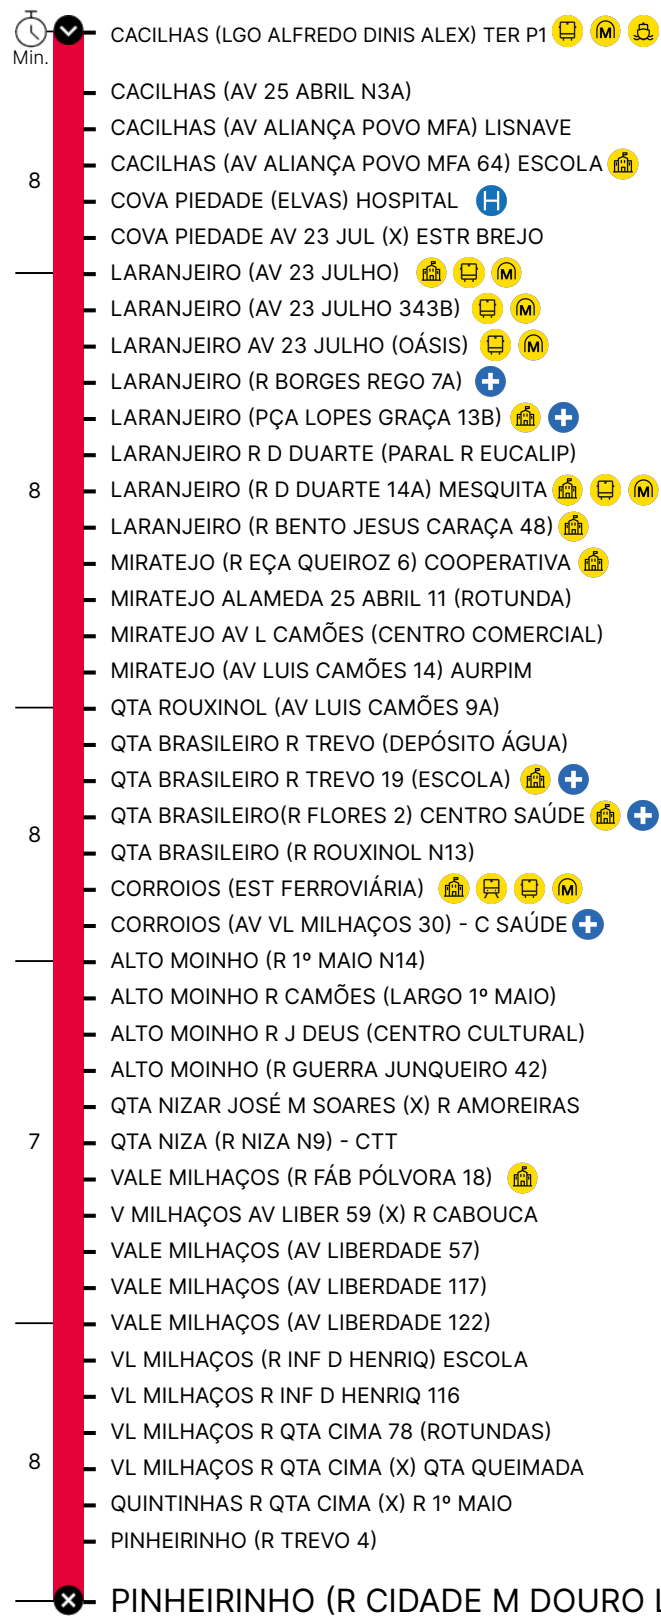 CACILHAS (LGO ALFREDO DINIS ALEX) TER P1
Min.
CACILHAS (AV 25 ABRIL N3A)
CACILHAS (AV ALIANÇA POVO MFA) LISNAVE
CACILHAS (AV ALIANÇA POVO MFA 64) ESCOLA
8
COVA PIEDADE (ELVAS) HOSPITAL H
COVA PIEDADE AV 23 JUL (X) ESTR BREJO
LARANJEIRO (AV 23 JULHO) M
LARANJEIRO (AV 23 JULHO 343B) M
LARANJEIRO AV 23 JULHO (OÁSIS) M
LARANJEIRO (R BORGES REGO 7A)
LARANJEIRO (PÇA LOPES GRAÇA 13B)
LARANJEIRO R D DUARTE (PARAL R EUCALIP)
8 LARANJEIRO (R D DUARTE 14A) MESQUITA M
LARANJEIRO (R BENTO JESUS CARAÇA 48)
MIRATEJO (R EÇA QUEIROZ 6) COOPERATIVA
MIRATEJO ALAMEDA 25 ABRIL 11 (ROTUNDA)
MIRATEJO AV L CAMÕES (CENTRO COMERCIAL)
MIRATEJO (AV LUIS CAMÕES 14) AURPIM
QTA ROUXINOL (AV LUIS CAMÕES 9A)
QTA BRASILEIRO R TREVO (DEPÓSITO ÁGUA)
QTA BRASILEIRO R TREVO 19 (ESCOLA)
QTA BRASILEIRO(R FLORES 2) CENTRO SAÚDE
8
QTA BRASILEIRO (R ROUXINOL N13)
CORROIOS (EST FERROVIÁRIA) M
CORROIOS (AV VL MILHAÇOS 30) - C SAÚDE
ALTO MOINHO (R 1º MAIO N14)
ALTO MOINHO R CAMÕES (LARGO 1º MAIO)
ALTO MOINHO R J DEUS (CENTRO CULTURAL)
ALTO MOINHO (R GUERRA JUNQUEIRO 42)
QTA NIZAR JOSÉ M SOARES (X) R AMOREIRAS
7 QTA NIZA (R NIZA N9) - CTT
VALE MILHAÇOS (R FÁB PÓLVORA 18)
V MILHAÇOS AV LIBER 59 (X) R CABOUCA
VALE MILHAÇOS (AV LIBERDADE 57)
VALE MILHAÇOS (AV LIBERDADE 117)
VALE MILHAÇOS (AV LIBERDADE 122)
VL MILHAÇOS (R INF D HENRIQ) ESCOLA
VL MILHAÇOS R INF D HENRIQ 116
VL MILHAÇOS R QTA CIMA 78 (ROTUNDAS)
8 VL MILHAÇOS R QTA CIMA (X) QTA QUEIMADA
QUINTINHAS R QTA CIMA (X) R 1º MAIO
PINHEIRINHO (R TREVO 4)
PINHEIRINHO (R CIDADE M DOURO